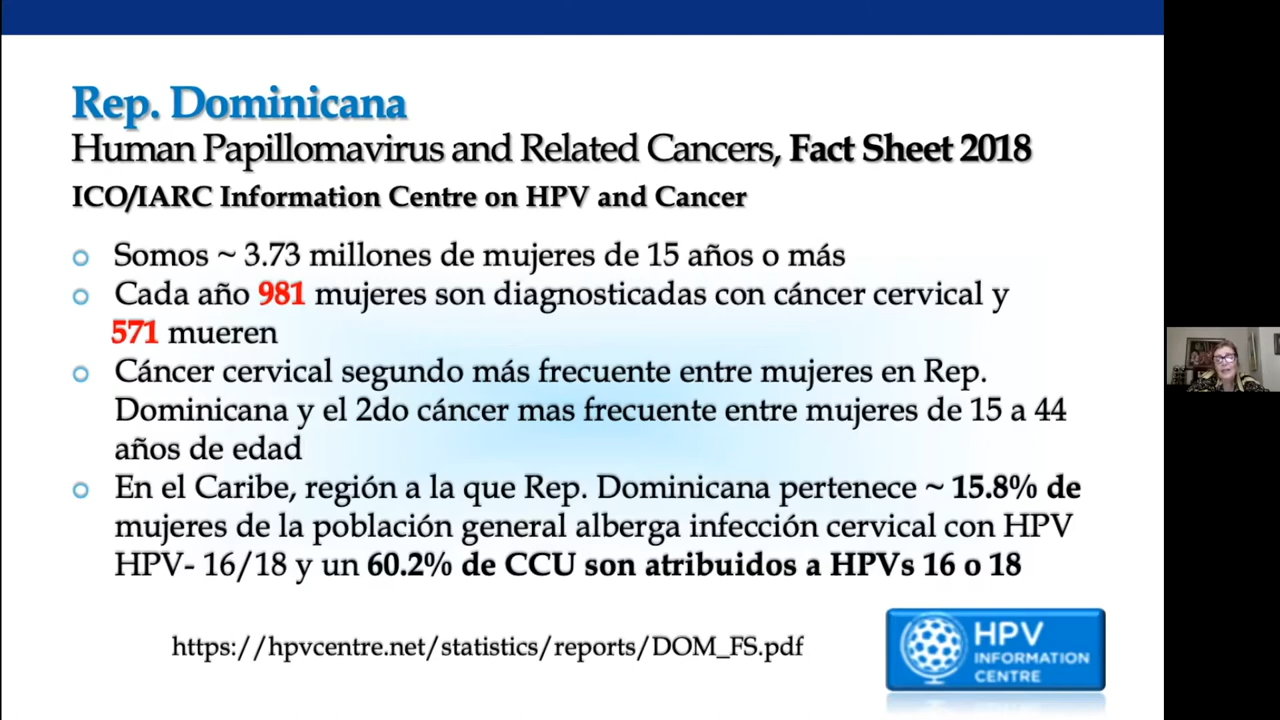 Rep. Dominicana
Human Papillomavirus and Related Cancers, Fact Sheet 2018
ICO/IARC Information Centre on HPV and Cancer
Somos ~ 3.73 millones de mujeres de 15 años o más
Cada año 981 mujeres son diagnosticadas con cáncer cervical y
571 mueren
Cáncer cervical segundo más frecuente entre mujeres en Rep.
Dominicana y el 2do cáncer mas frecuente entre mujeres de 15 a 44
años de edad
En el Caribe, región a la que Rep. Dominicana pertenece ~ 15.8% de
mujeres de la población general alberga infección cervical con HPV
HPV- 16/18 y un 60.2% de CCU son atribuidos a HPVs 16 o 18
https://hpvcentre.net/statistics/reports/DOM_FS.pdf
HPV
INFORMATION
CENTRE